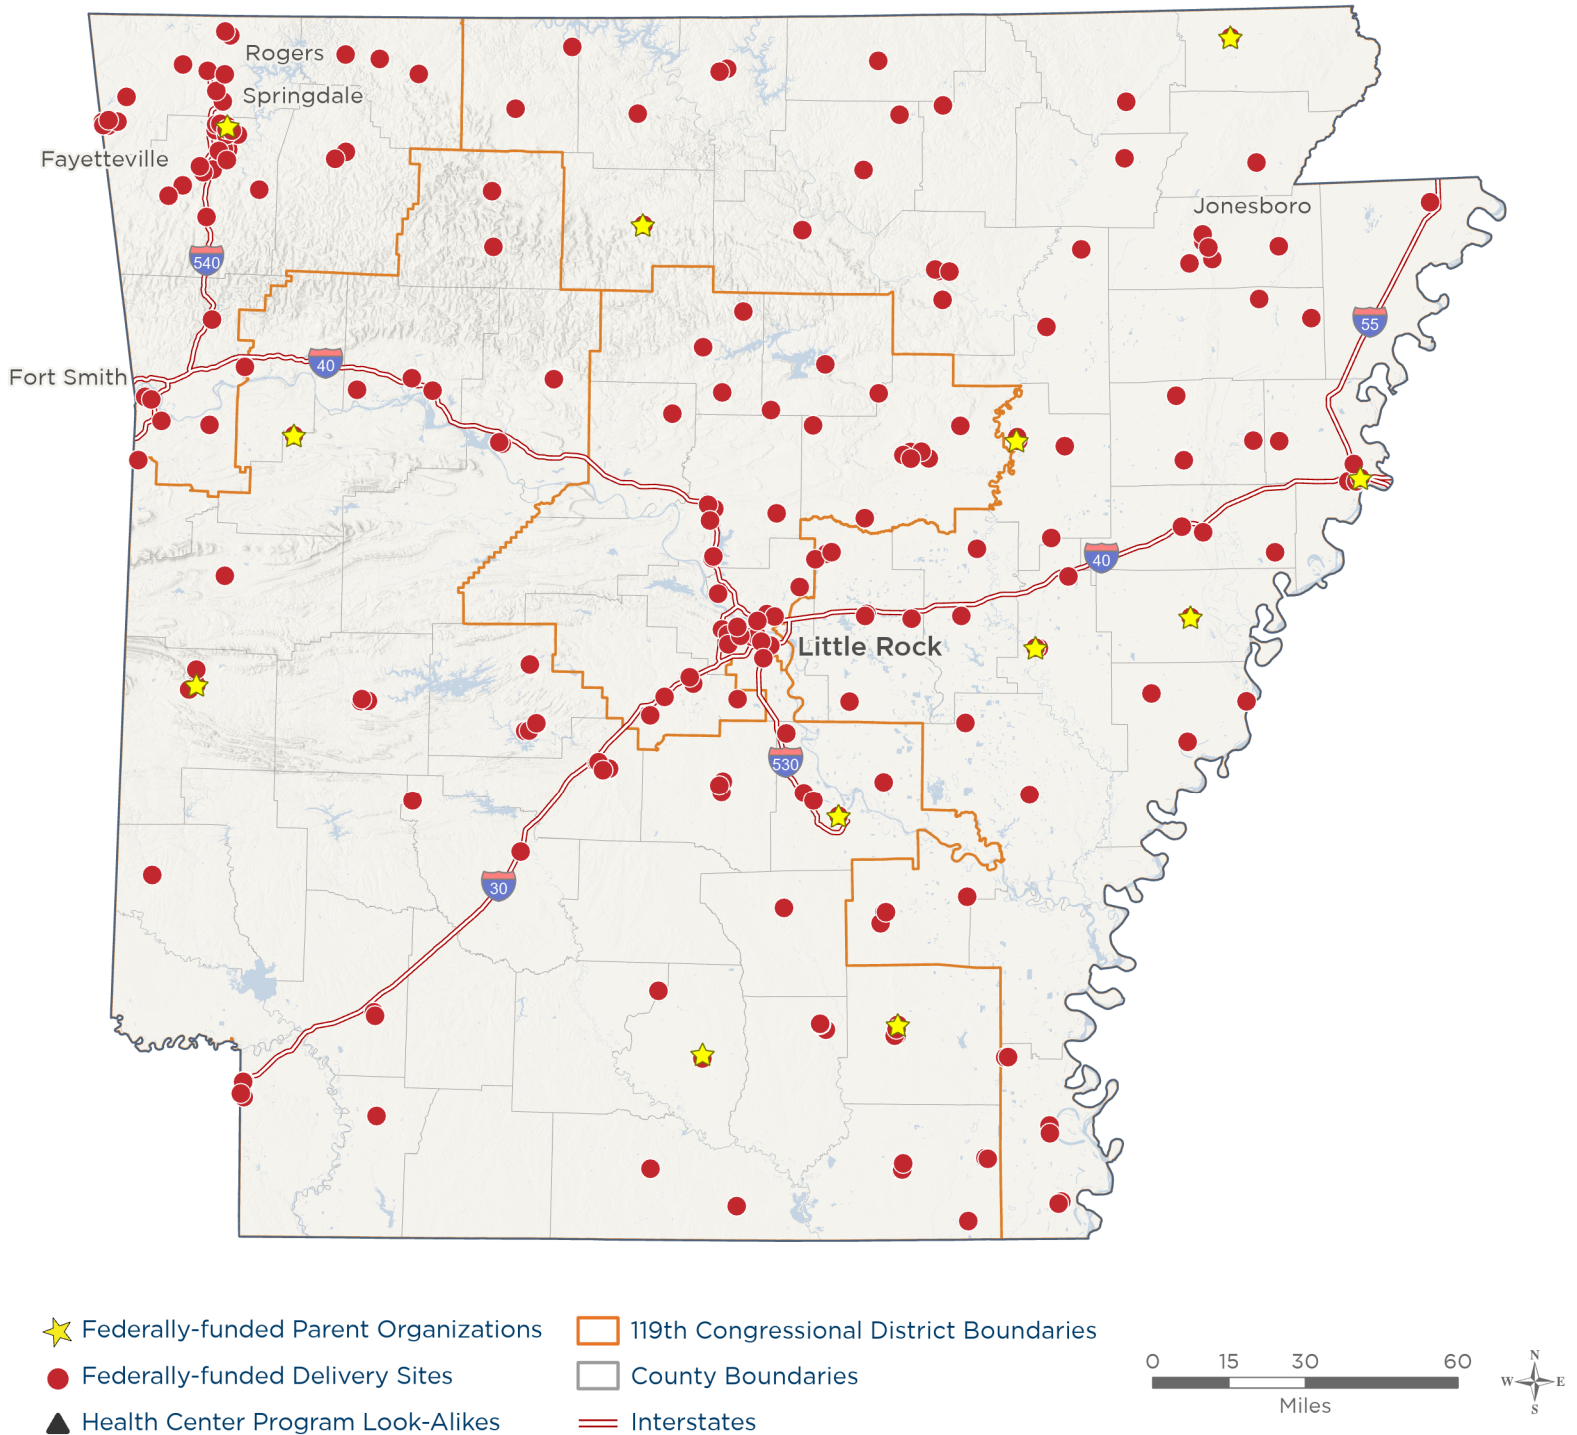 Rogers
Springdale
Fayetteville
Jonesboro
540
55
40
Fort Smith
40
Little Rock
530
30
Federally-funded Parent Organizations
119th Congressional District Boundaries
Federally-funded Delivery Sites
County Boundaries
Health Center Program Look-Alikes
Interstates
0 15 30 60
Miles
N
W E
S